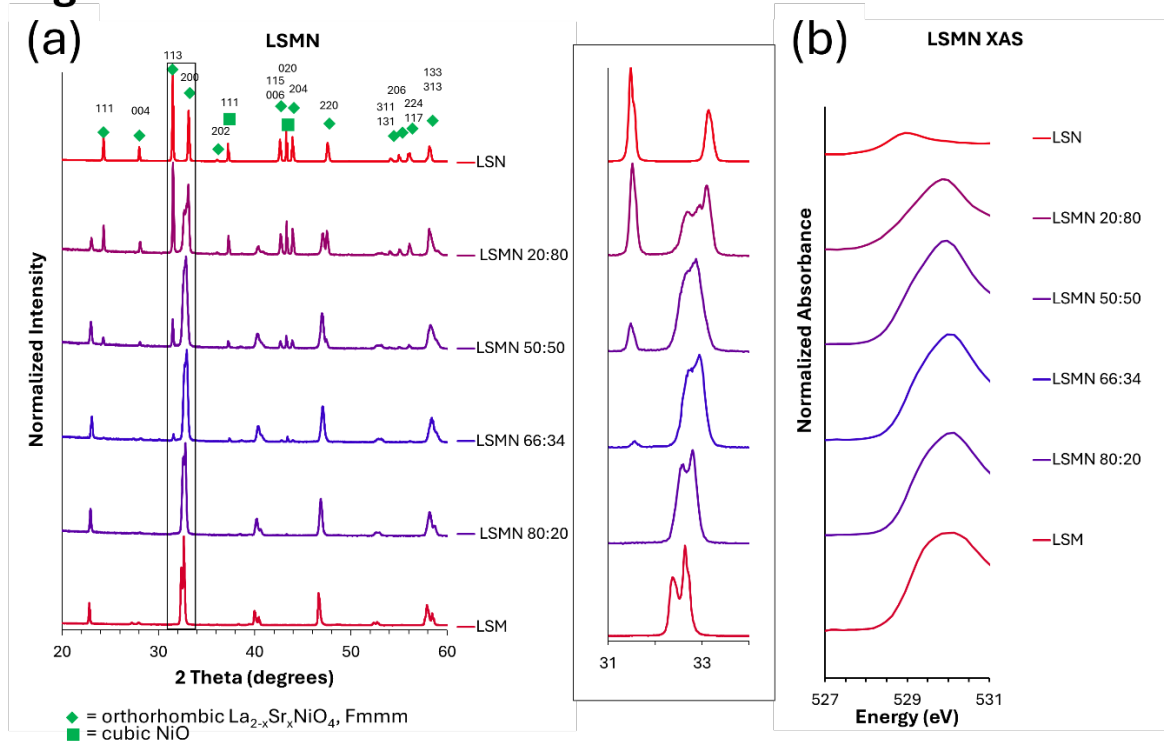 (a)
LSMN
113
200
020
133
115
206
313
111
004
111
006
204
220
311
224
202
131
117
LSN
LSMN 20:80
LSMN 50:50
LSMN 66:34
LSMN 80:20
LSM
Normalized Intensity
20
30
40
50
60
2 Theta (degrees)
◆ = orthorhombic La2-xSrxNiO4, Fmmm
■ = cubic NiO
31
33
(b)
LSMN XAS
Normalized Absorbance
LSN
LSMN 20:80
LSMN 50:50
LSMN 66:34
LSMN 80:20
LSM
527
529
531
Energy (eV)